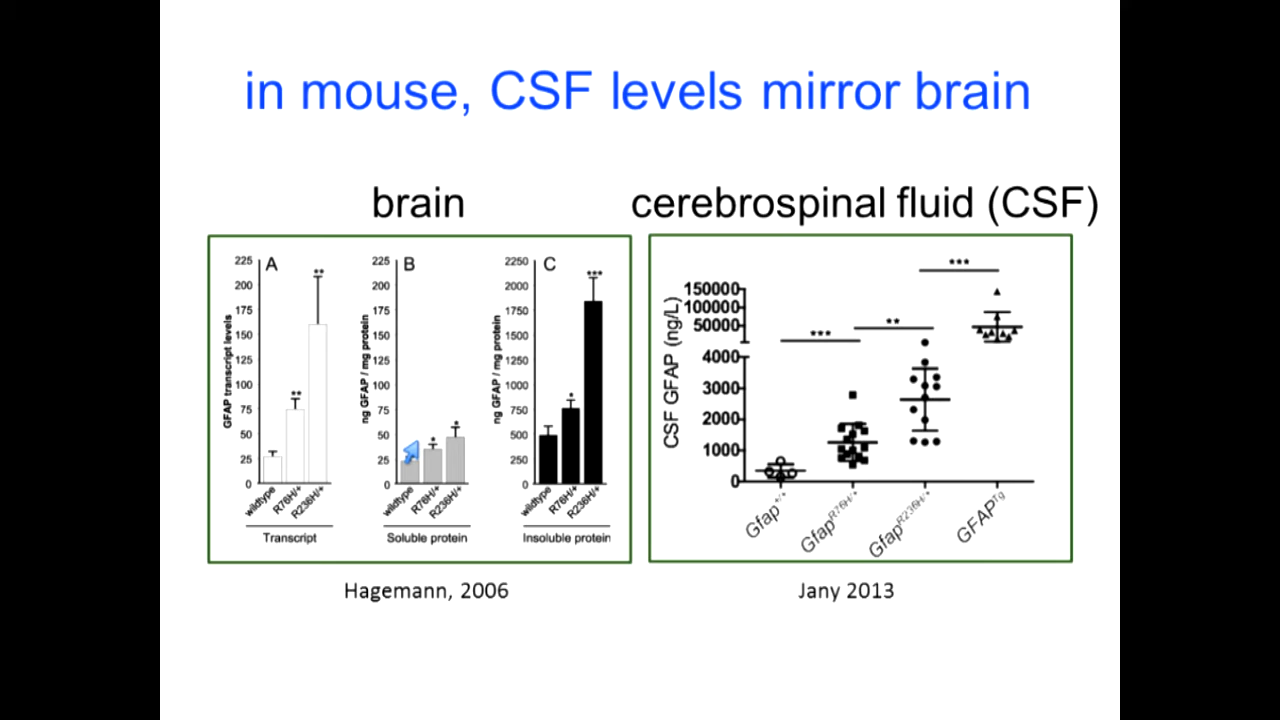 in mouse, CSF levels mirror brain
brain
cerebrospinal fluid (CSF)
A
GFAP transcript levels
225
200
175
150
125
100
75
50
25
0
**
**
wildtype
R76H/+
R236H/+
Transcript
B
ng GFAP / mg protein
225
200
175
150
125
100
75
50
25
0
*
*
wildtype
R76H/+
R236H/+
Soluble protein
C
ng GFAP / mg protein
2250
2000
1750
1500
1250
1000
750
500
250
0
*
***
wildtype
R76H/+
R236H/+
Insoluble protein
CSF GFAP (ng/L)
150000
100000
50000
4000
3000
2000
1000
0
***
**
***
Gfap+/+
GfapR76H/+
GfapR236H/+
GFAPTg
Hagemann, 2006
Jany 2013